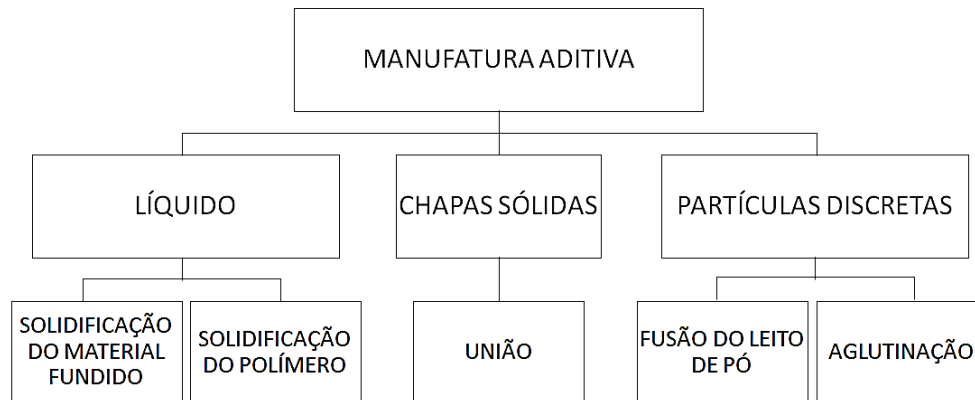 MANUFATURA ADITIVA
LÍQUIDO
CHAPAS SÓLIDAS
PARTÍCULAS DISCRETAS
SOLIDIFICAÇÃO
DO MATERIAL
FUNDIDO
SOLIDIFICAÇÃO
DO POLÍMERO
UNIÃO
FUSÃO DO LEITO
DE PÓ
AGLUTINAÇÃO